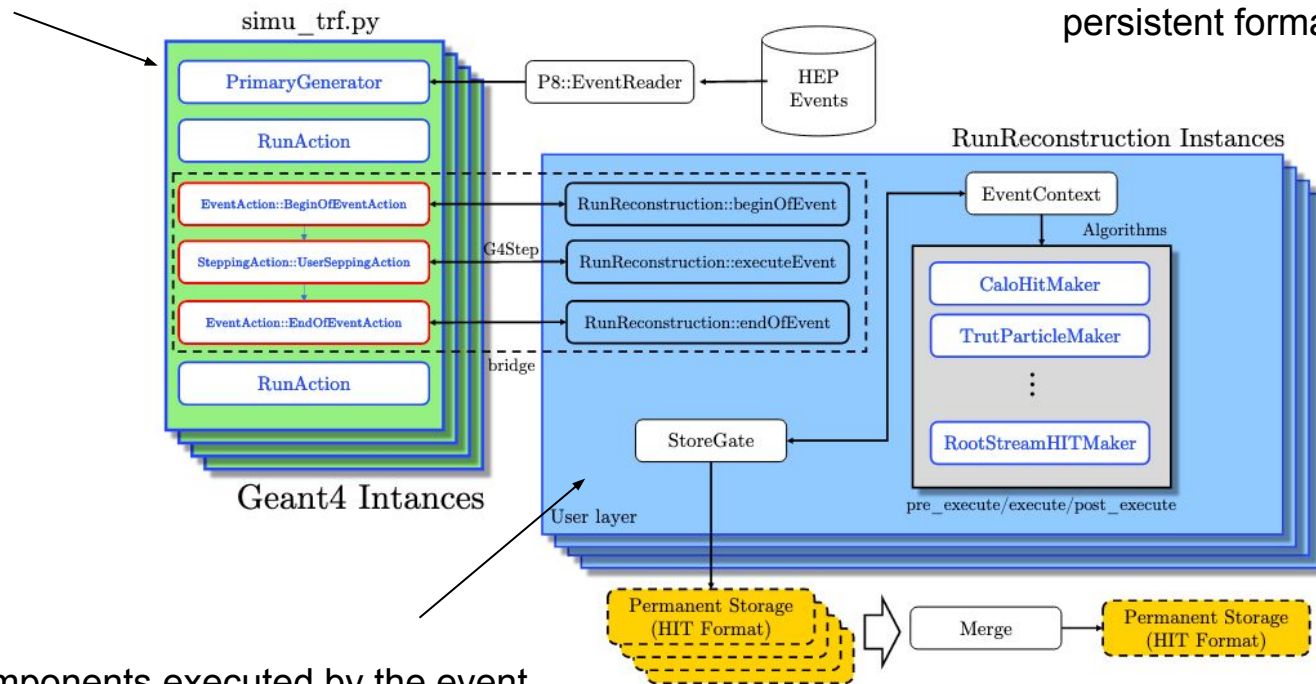 simu_trf.py
persistent forma
PrimaryGenerator
P8::EventReader
HEP
Events
RunAction
RunReconstruction Instances
EventAction::BeginOfEventAction
RunReconstruction::beginOfEvent
EventContext
Algorithms
G4Step
SteppingAction::UserSeppingAction
RunReconstruction::executeEvent
CaloHitMaker
EventAction::EndOfEventAction
RunReconstruction::endOfEvent
TrutParticleMaker
bridge
RunAction
StoreGate
RootStreamHITMaker
Geant4 Intances
User layer
pre_execute/execute/post_execute
Permanent Storage
(HIT Format)
Merge
Permanent Storage
(HIT Format)
mponents executed by the event